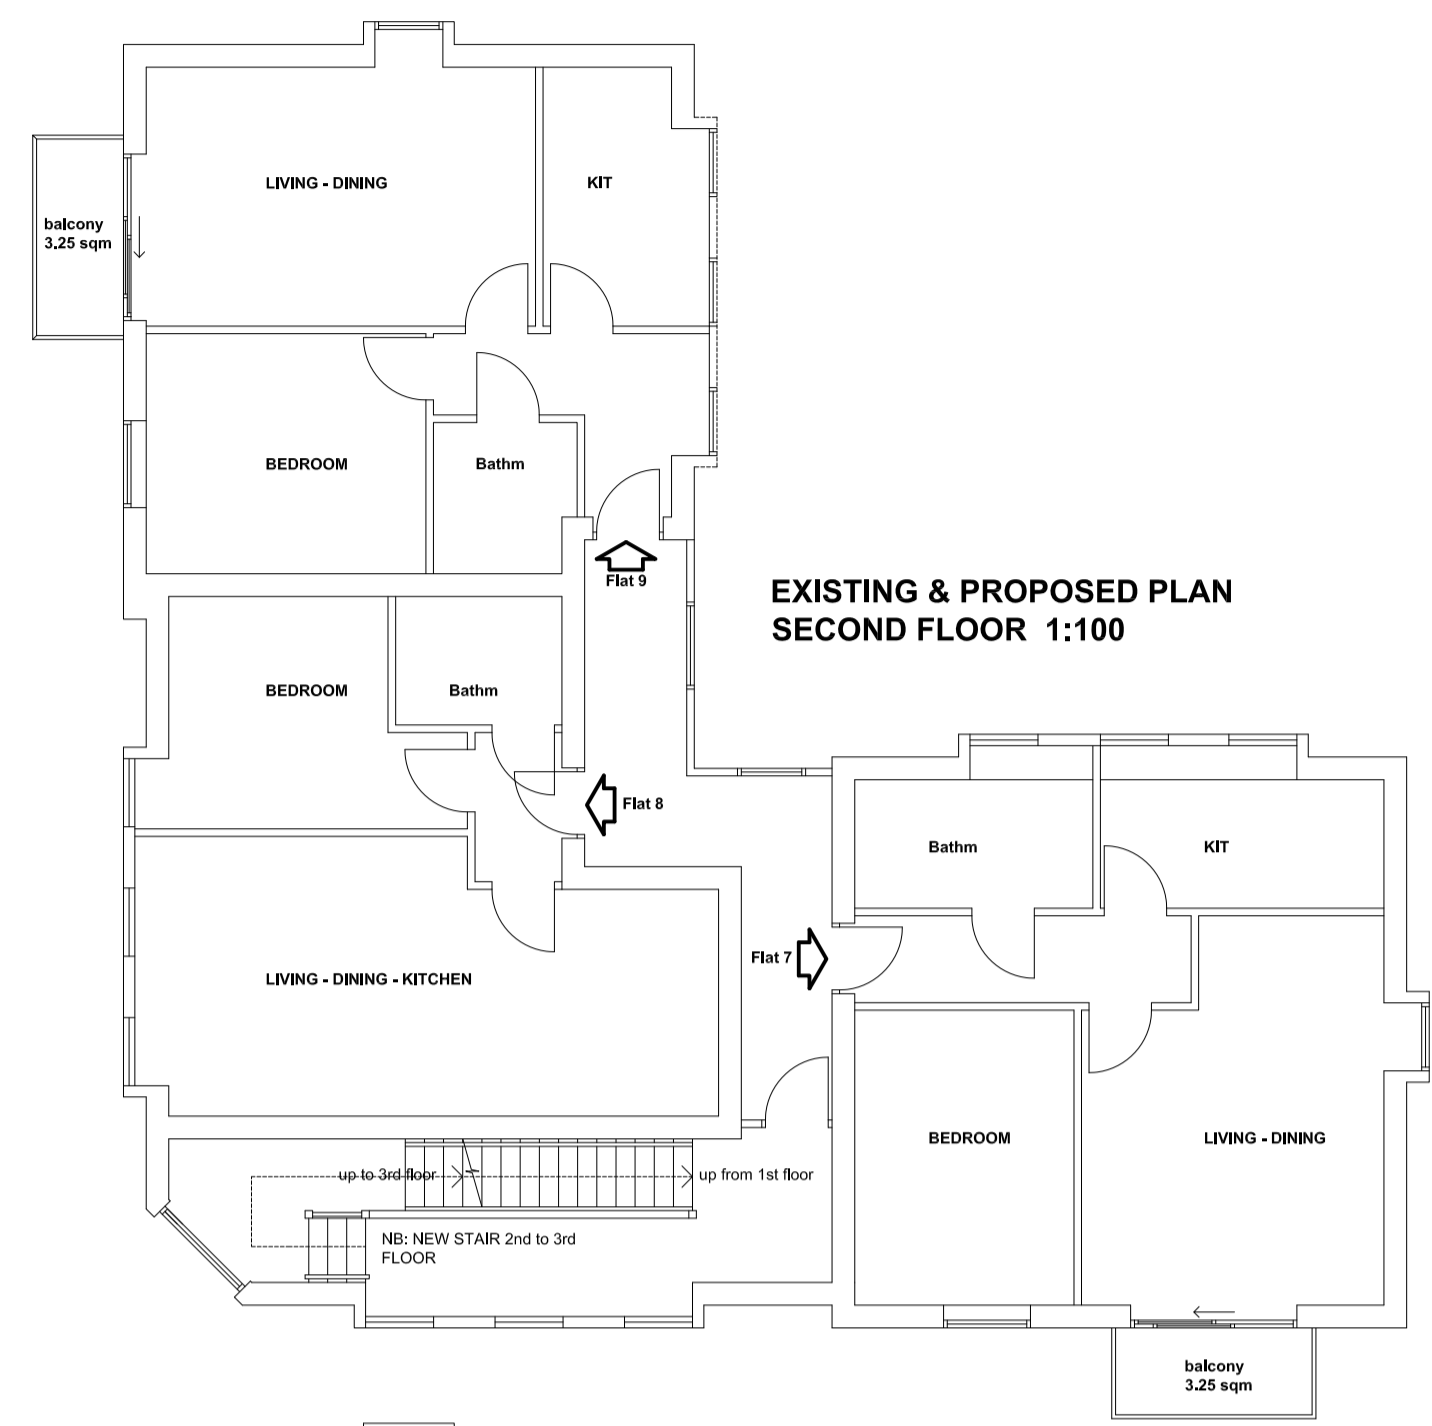 LIVING - DINING
KIT
balcony
3.25 sqm
BEDROOM
Bathm
Flat 9
EXISTING & PROPOSED PLAN
SECOND FLOOR 1:100
BEDROOM
Bathm
Flat 8
Bathm
KIT
Flat 7
LIVING - DINING - KITCHEN
BEDROOM
LIVING - DINING
up to 3rd floor
up from 1st floor
NB: NEW STAIR 2nd to 3rd
FLOOR
balcony
3.25 sqm